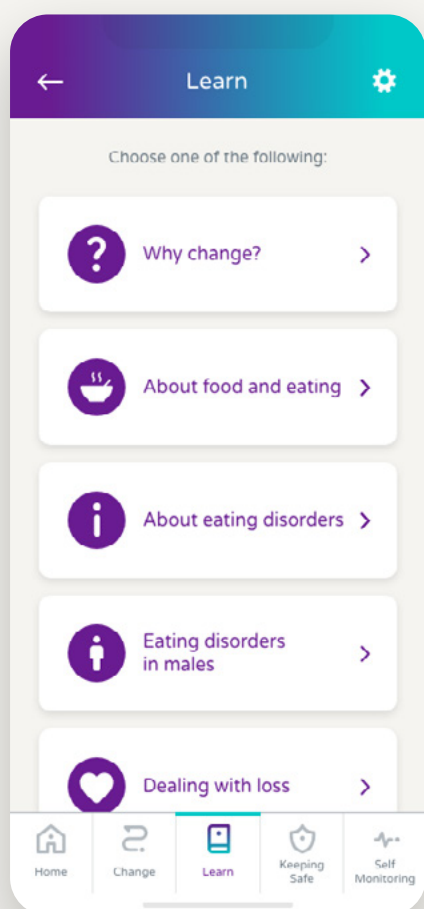 Learn
Choose one of the following:
Why change?
About food and eating
About eating disorders
Eating disorders
in males
Dealing with loss
Home
Change
Learn
Keeping
Safe
Self
Monitoring